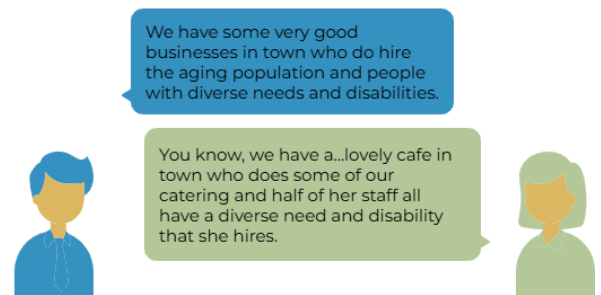 We have some very good
businesses in town who do hire
the aging population and people
with diverse needs and disabilities.
You know, we have a...lovely cafe in
town who does some of our
catering and half of her staff all
have a diverse need and disability
that she hires.